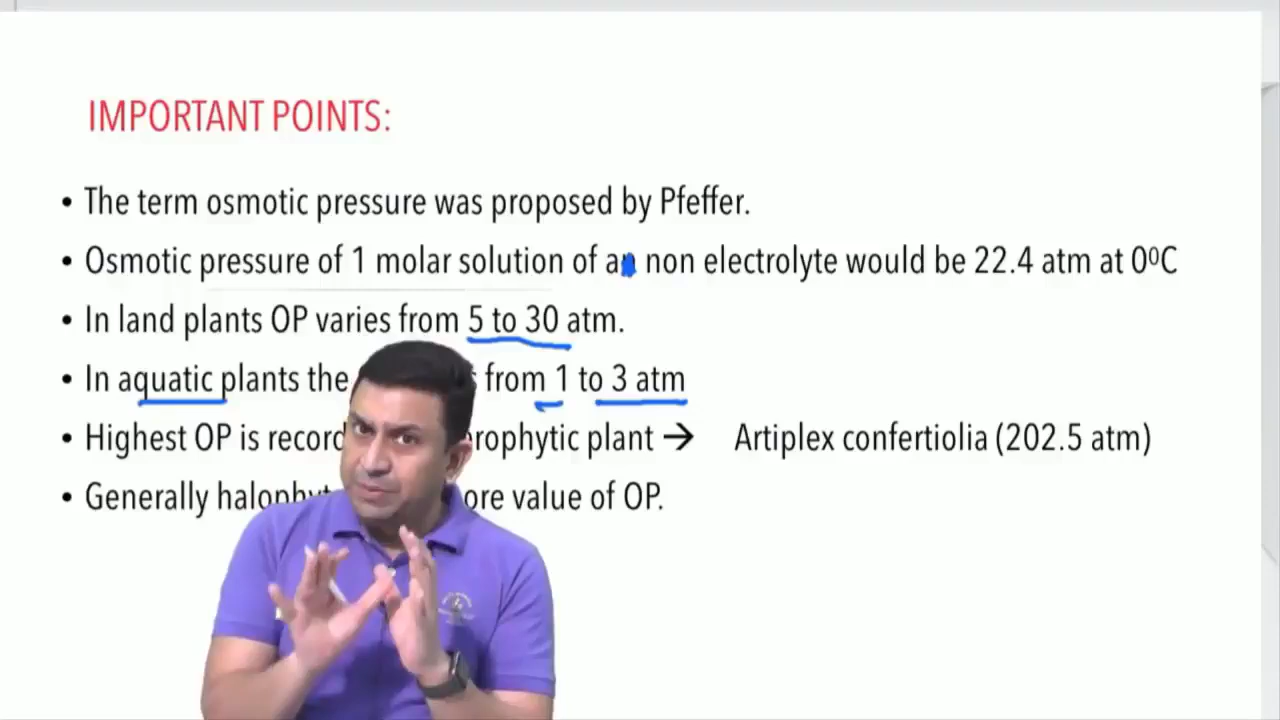 IMPORTANT POINTS:
• The term osmotic pressure was proposed by Pfeffer.
• Osmotic pressure of 1 molar solution of a non electrolyte would be 22.4 atm at 0⁰C
• In land plants OP varies from 5 to 30 atm.
• In aquatic plants the from 1 to 3 atm
• Highest OP is plant → Artiplex confertiolia (202.5 atm)
• Generally value of OP.